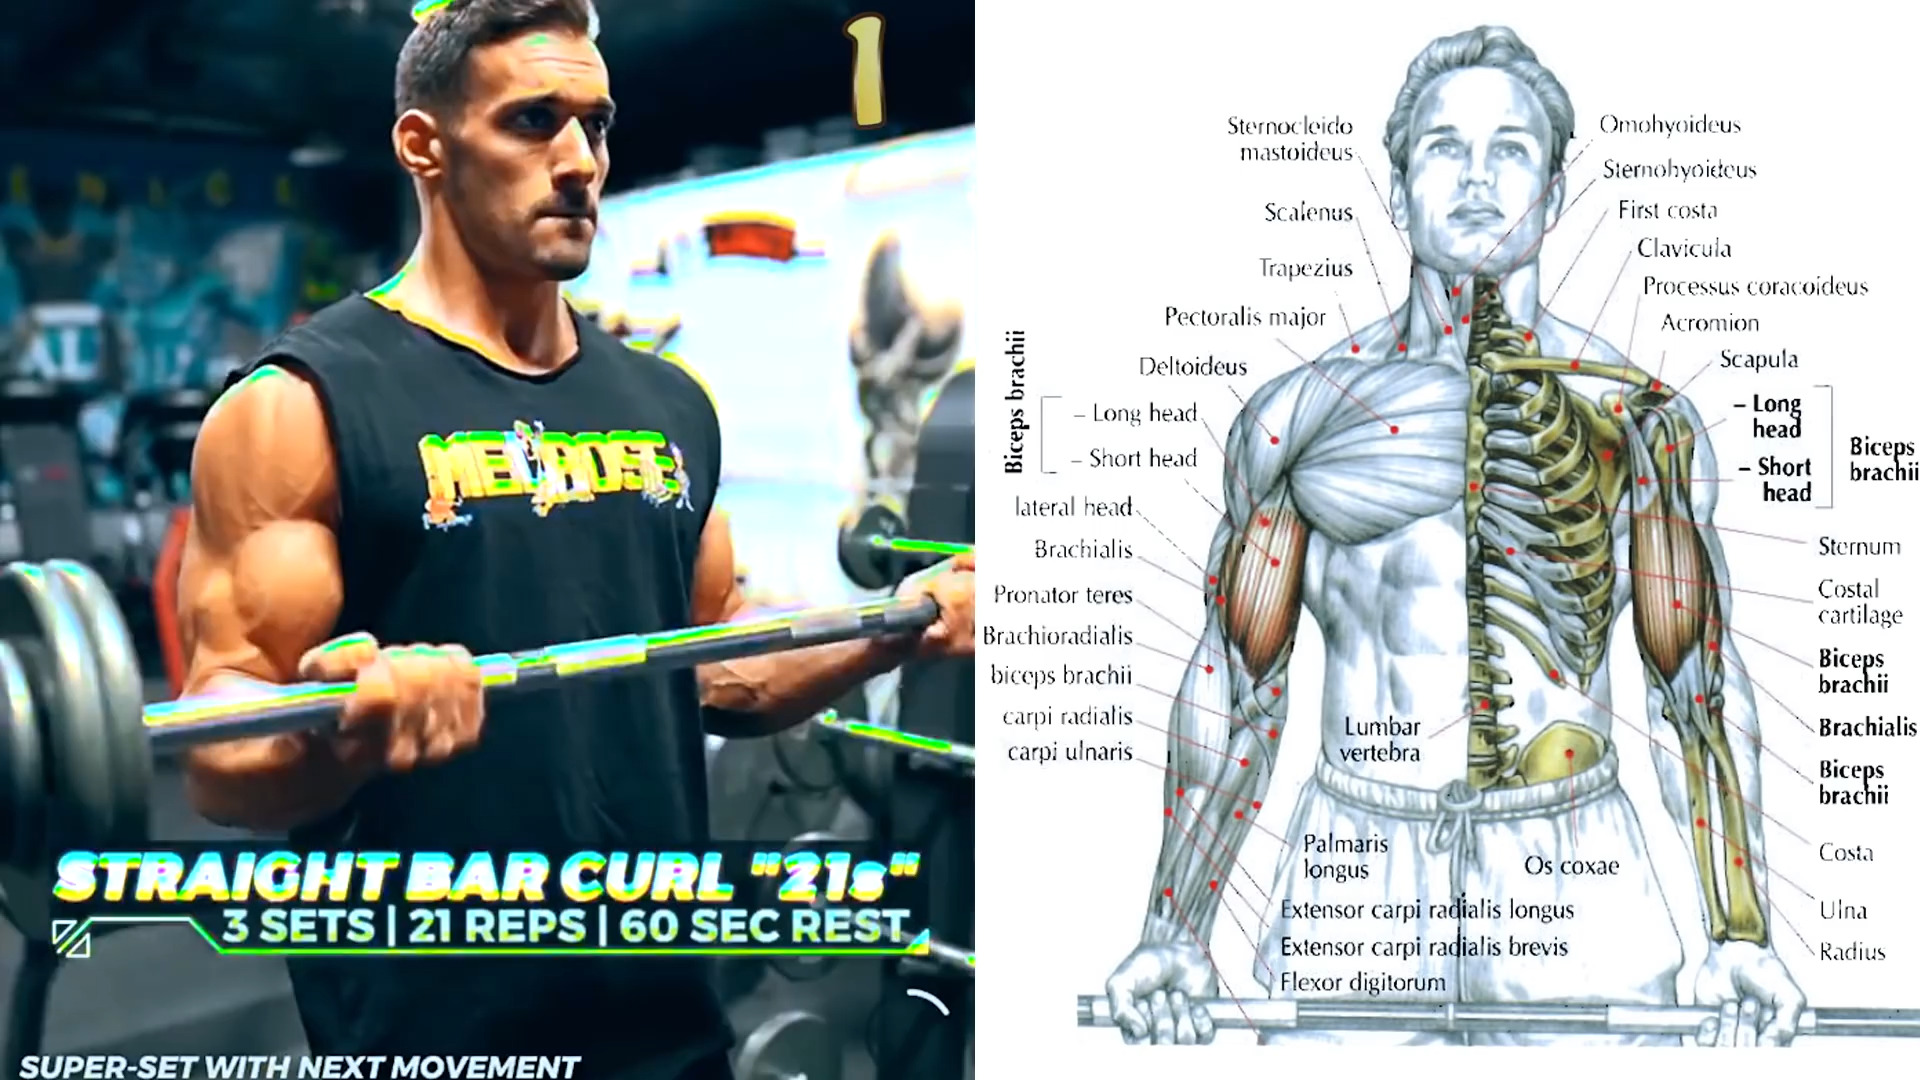 1
MELROSE
STRAIGHT BAR CURL "21s"
3 SETS | 21 REPS | 60 SEC REST
SUPER-SET WITH NEXT MOVEMENT
Sternocleido
mastoideus
Scalenus
Trapezius
Pectoralis major
Deltoideus
Biceps brachii
– Long head
– Short head
lateral head
Brachialis
Pronator teres
Brachioradialis
biceps brachii
carpi radialis
carpi ulnaris
Lumbar
vertebra
Palmaris
longus
Os coxae
Extensor carpi radialis longus
Extensor carpi radialis brevis
Flexor digitorum
Omohyoideus
Sternohyoideus
First costa
Clavicula
Processus coracoideus
Acromion
Scapula
– Long
head
– Short
head
Biceps
brachii
Sternum
Costal
cartilage
Biceps
brachii
Brachialis
Biceps
brachii
Costa
Ulna
Radius